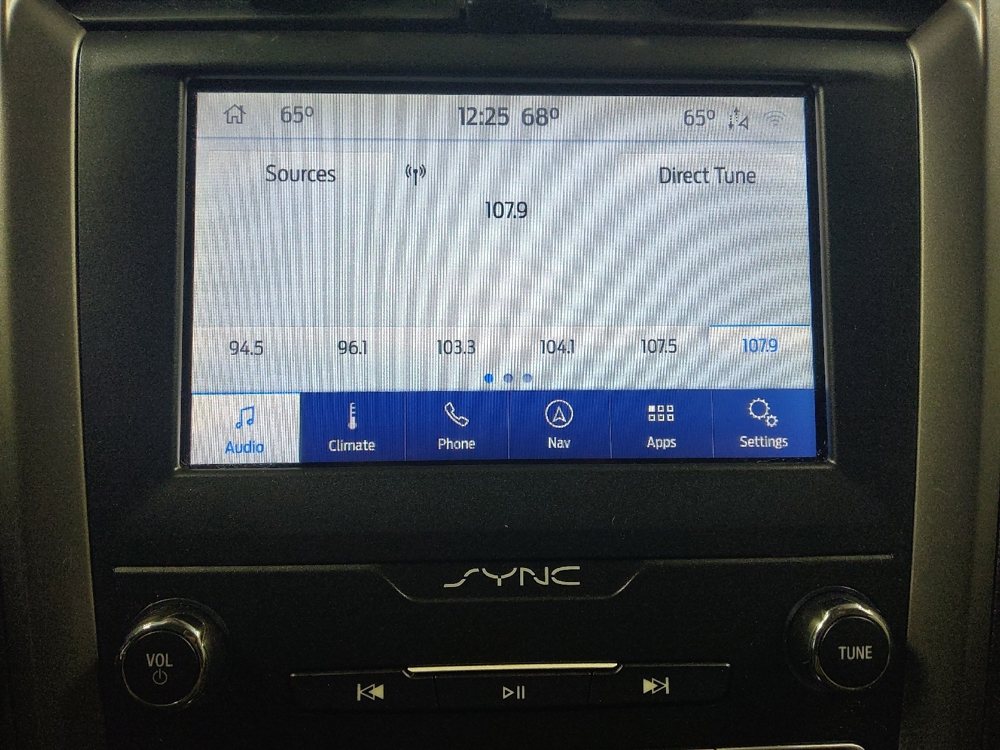 65° 12:25 68° 65°
Sources Direct Tune
107.9
94.5 96.1 103.3 104.1 107.5 107.9
Audio Climate Phone Nav Apps Settings
SYNC
VOL TUNE